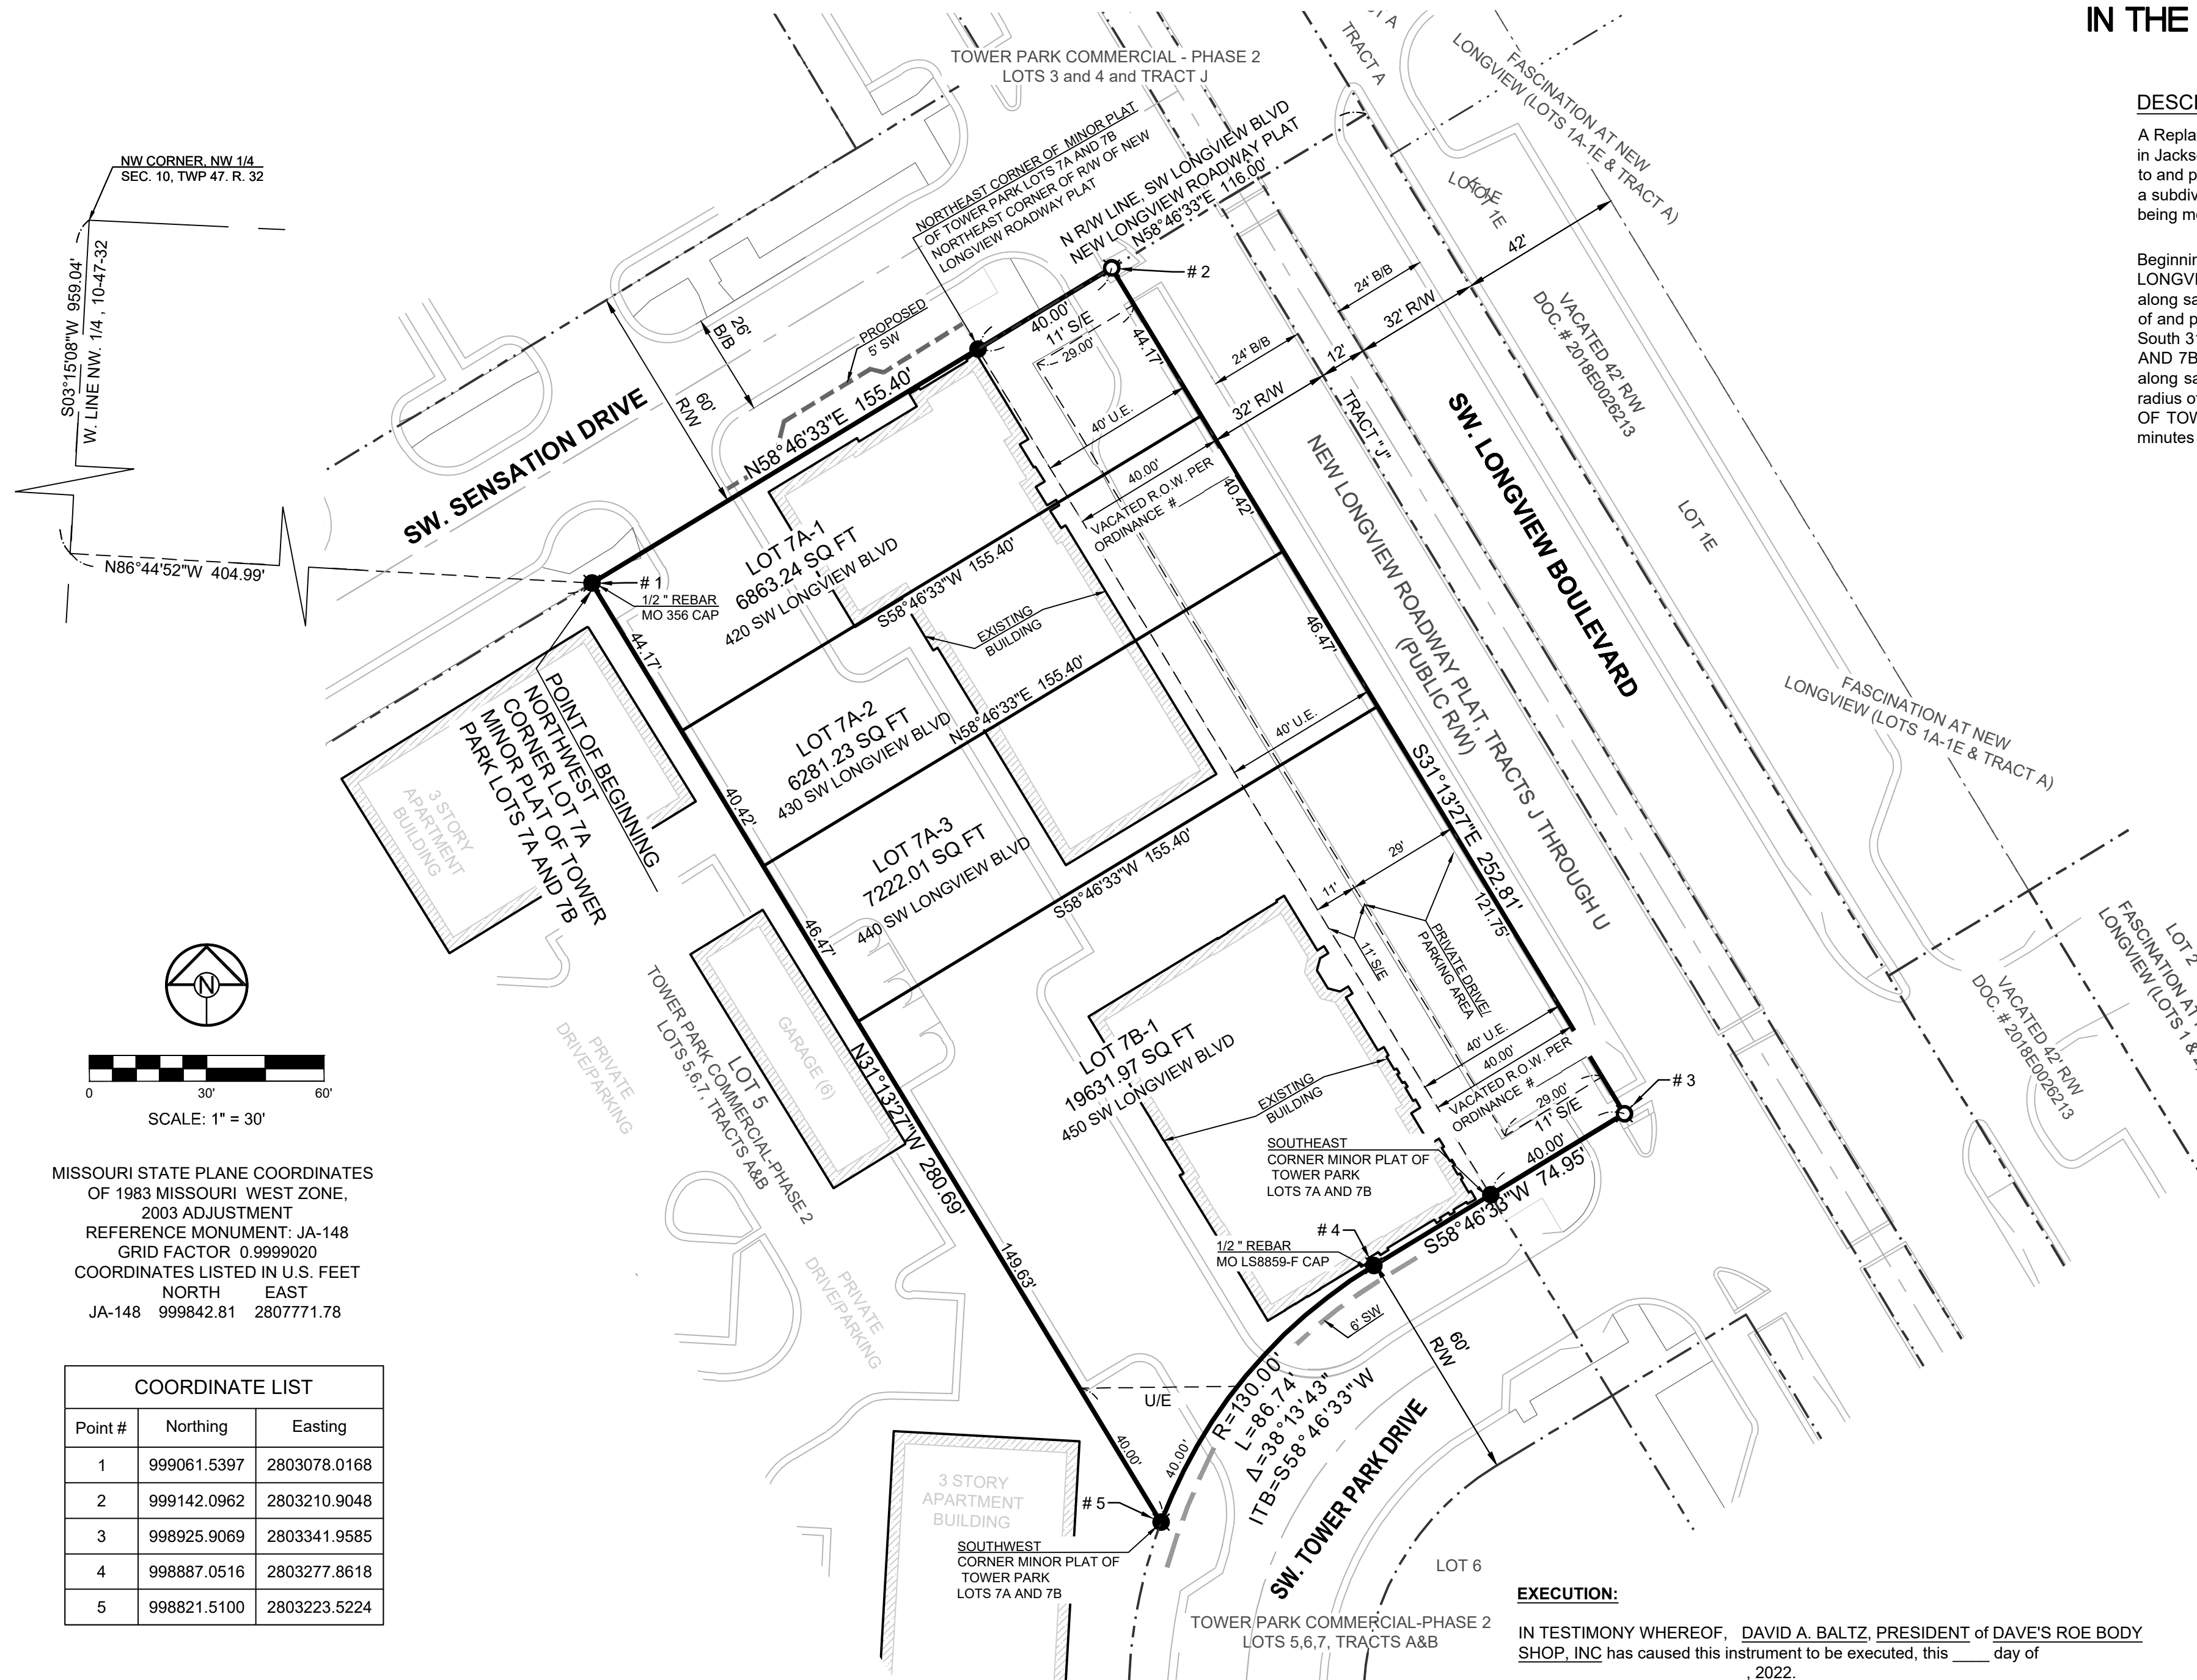 IN THE
TOWER PARK COMMERCIAL - PHASE 2
LOTS 3 and 4 and TRACT J
TRACT A
FASCINATION AT NEW
LONGVIEW (LOTS 1A-1E & TRACT A)
LOT 1E
DESCI
A Repla
in Jacks
to and p
a subdiv
being m
Beginnin
LONGVI
along sa
of and p
South 31
AND 7B
along sa
radius of
OF TOW
minutes
NW CORNER, NW 1/4
SEC. 10, TWP 47. R. 32
S03°15'08"W 959.04'
W. LINE NW. 1/4 , 10-47-32
N86°44'52"W 404.99'
NORTHEAST CORNER OF MINOR PLAT
OF TOWER PARK LOTS 7A AND 7B
NORTHEAST CORNER OF R/W OF NEW
LONGVIEW ROADWAY PLAT
N R/W LINE, SW LONGVIEW BLVD
NEW LONGVIEW ROADWAY PLAT
N58°46'33"E 116.00'
# 2
42'
24' B/B
32' R/W
12'
24' B/B
32' R/W
VACATED 42' R/W
DOC. # 2018E0026213
TRACT "J"
SW. LONGVIEW BOULEVARD
NEW LONGVIEW ROADWAY PLAT, TRACTS J THROUGH U
(PUBLIC R/W)
LOT 1E
FASCINATION AT NEW
LONGVIEW (LOTS 1A-1E & TRACT A)
LOT 2
FASCINATION AT
LONGVIEW (LOTS 1 &
VACATED 42' R/W
DOC. # 2018E0026213
SW. SENSATION DRIVE
60'
R/W
26'
B/B
PROPOSED
5' SW
N58°46'33"E 155.40'
40.00'
11' S/E
29.00'
44.17'
40' U.E.
40.00'
VACATED R.O.W. PER
ORDINANCE #
40.42'
# 1
1/2 " REBAR
MO 356 CAP
LOT 7A-1
6863.24 SQ FT
420 SW LONGVIEW BLVD
S58°46'33"W 155.40'
EXISTING
BUILDING
44.17'
46.47'
POINT OF BEGINNING
NORTHWEST
CORNER LOT 7A
MINOR PLAT OF TOWER
PARK LOTS 7A AND 7B
3 STORY
APARTMENT
BUILDING
LOT 7A-2
6281.23 SQ FT
430 SW LONGVIEW BLVD
N58°46'33"E 155.40'
40' U.E.
40.42'
S31°13'27"E 252.81'
LOT 7A-3
7222.01 SQ FT
440 SW LONGVIEW BLVD
S58°46'33"W 155.40'
29'
11'
121.75'
46.47'
11' S/E
PRIVATE DRIVE/
PARKING AREA
N
0
30'
60'
SCALE: 1" = 30'
TOWER PARK COMMERCIAL-PHASE 2
LOTS 5,6,7, TRACTS A&B
LOT 5
GARAGE (6)
PRIVATE
DRIVE/PARKING
N31°13'27"W 280.69'
LOT 7B-1
19631.97 SQ FT
450 SW LONGVIEW BLVD
EXISTING
BUILDING
40' U.E.
40.00'
VACATED R.O.W. PER
ORDINANCE #
29.00'
11' S/E
# 3
40.00'
SOUTHEAST
CORNER MINOR PLAT OF
TOWER PARK
LOTS 7A AND 7B
S58°46'33"W 74.95'
# 4
1/2 " REBAR
MO LS8859-F CAP
6' SW
60'
R/W
149.63'
PRIVATE
DRIVE/PARKING
U/E
40.00'
40.00'
R=130.00'
L=86.74'
Δ=38°13'43"
ITB=S58°46'33"W
SW. TOWER PARK DRIVE
# 5
3 STORY
APARTMENT
BUILDING
SOUTHWEST
CORNER MINOR PLAT OF
TOWER PARK
LOTS 7A AND 7B
LOT 6
TOWER PARK COMMERCIAL-PHASE 2
LOTS 5,6,7, TRACTS A&B
MISSOURI STATE PLANE COORDINATES
OF 1983 MISSOURI WEST ZONE,
2003 ADJUSTMENT
REFERENCE MONUMENT: JA-148
GRID FACTOR 0.9999020
COORDINATES LISTED IN U.S. FEET
NORTH EAST
JA-148 999842.81 2807771.78
COORDINATE LIST
Point # Northing Easting
1 999061.5397 2803078.0168
2 999142.0962 2803210.9048
3 998925.9069 2803341.9585
4 998887.0516 2803277.8618
5 998821.5100 2803223.5224
EXECUTION:
IN TESTIMONY WHEREOF, DAVID A. BALTZ, PRESIDENT of DAVE'S ROE BODY
SHOP, INC has caused this instrument to be executed, this ____ day of
, 2022.